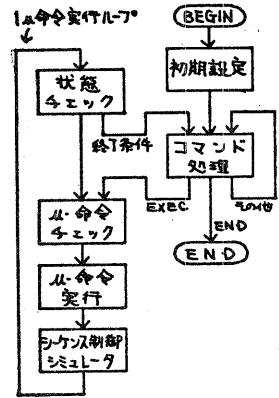 1μ命令実行ループ
BEGIN
初期設定
状態
チェック
終了条件
コマンド
処理
EXEC
その他
END
μ-命令
チェック
END
μ-命令
実行
シーケンス制御
シミュレータ